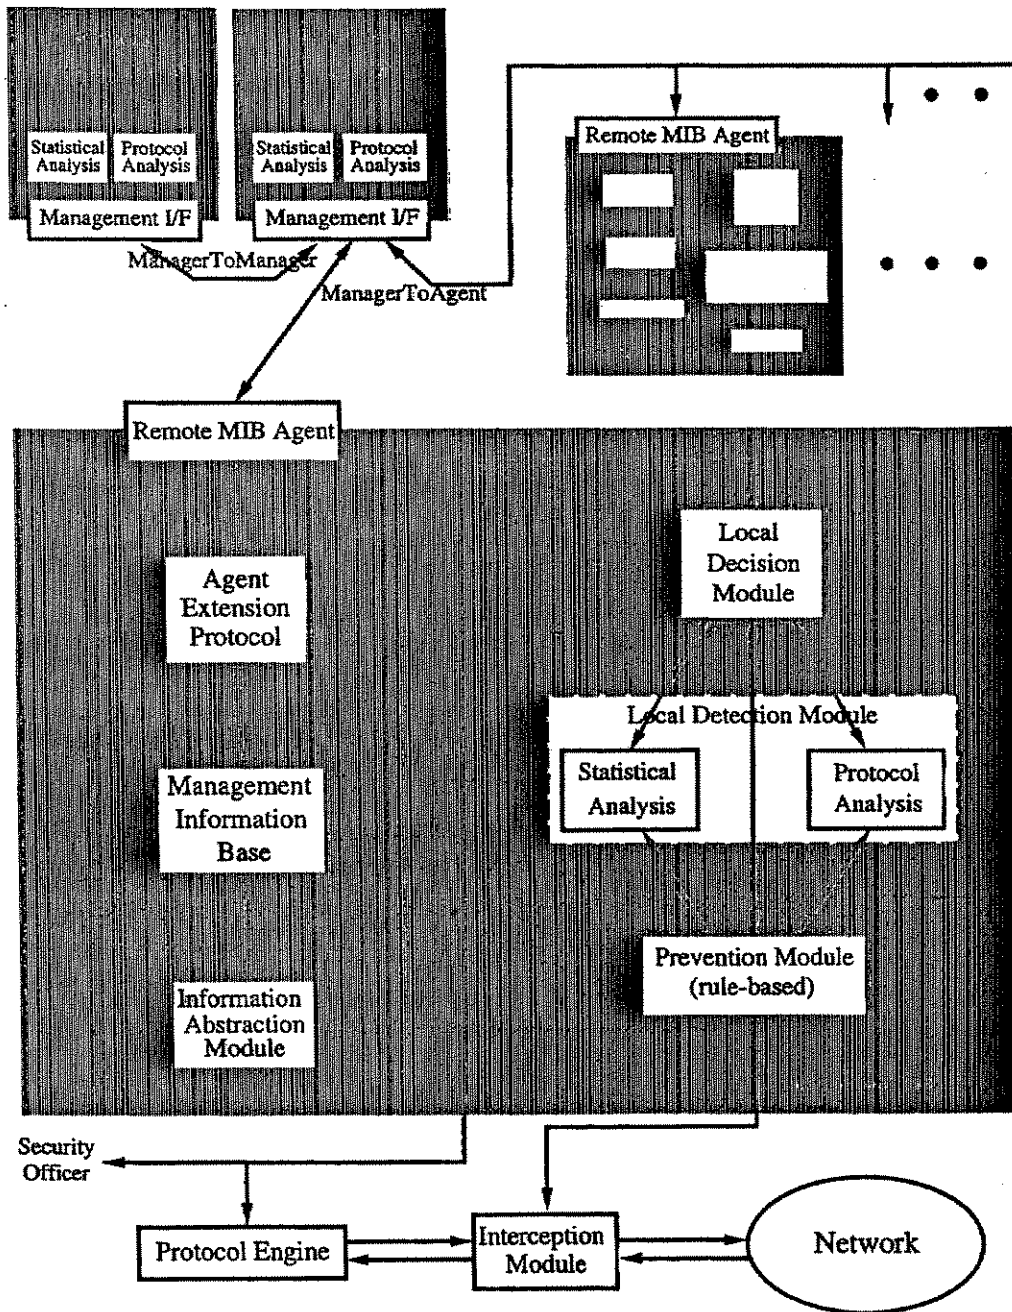 Statistical
Analysis
Protocol
Analysis
Management I/F
Statistical
Analysis
Protocol
Analysis
Management I/F
ManagerToManager
ManagerToAgent
Remote MIB Agent
Remote MIB Agent
Agent
Extension
Protocol
Management
Information
Base
Information
Abstraction
Module
Local
Decision
Module
Local Detection Module
Statistical
Analysis
Protocol
Analysis
Prevention Module
(rule-based)
Security
Officer
Protocol Engine
Interception
Module
Network